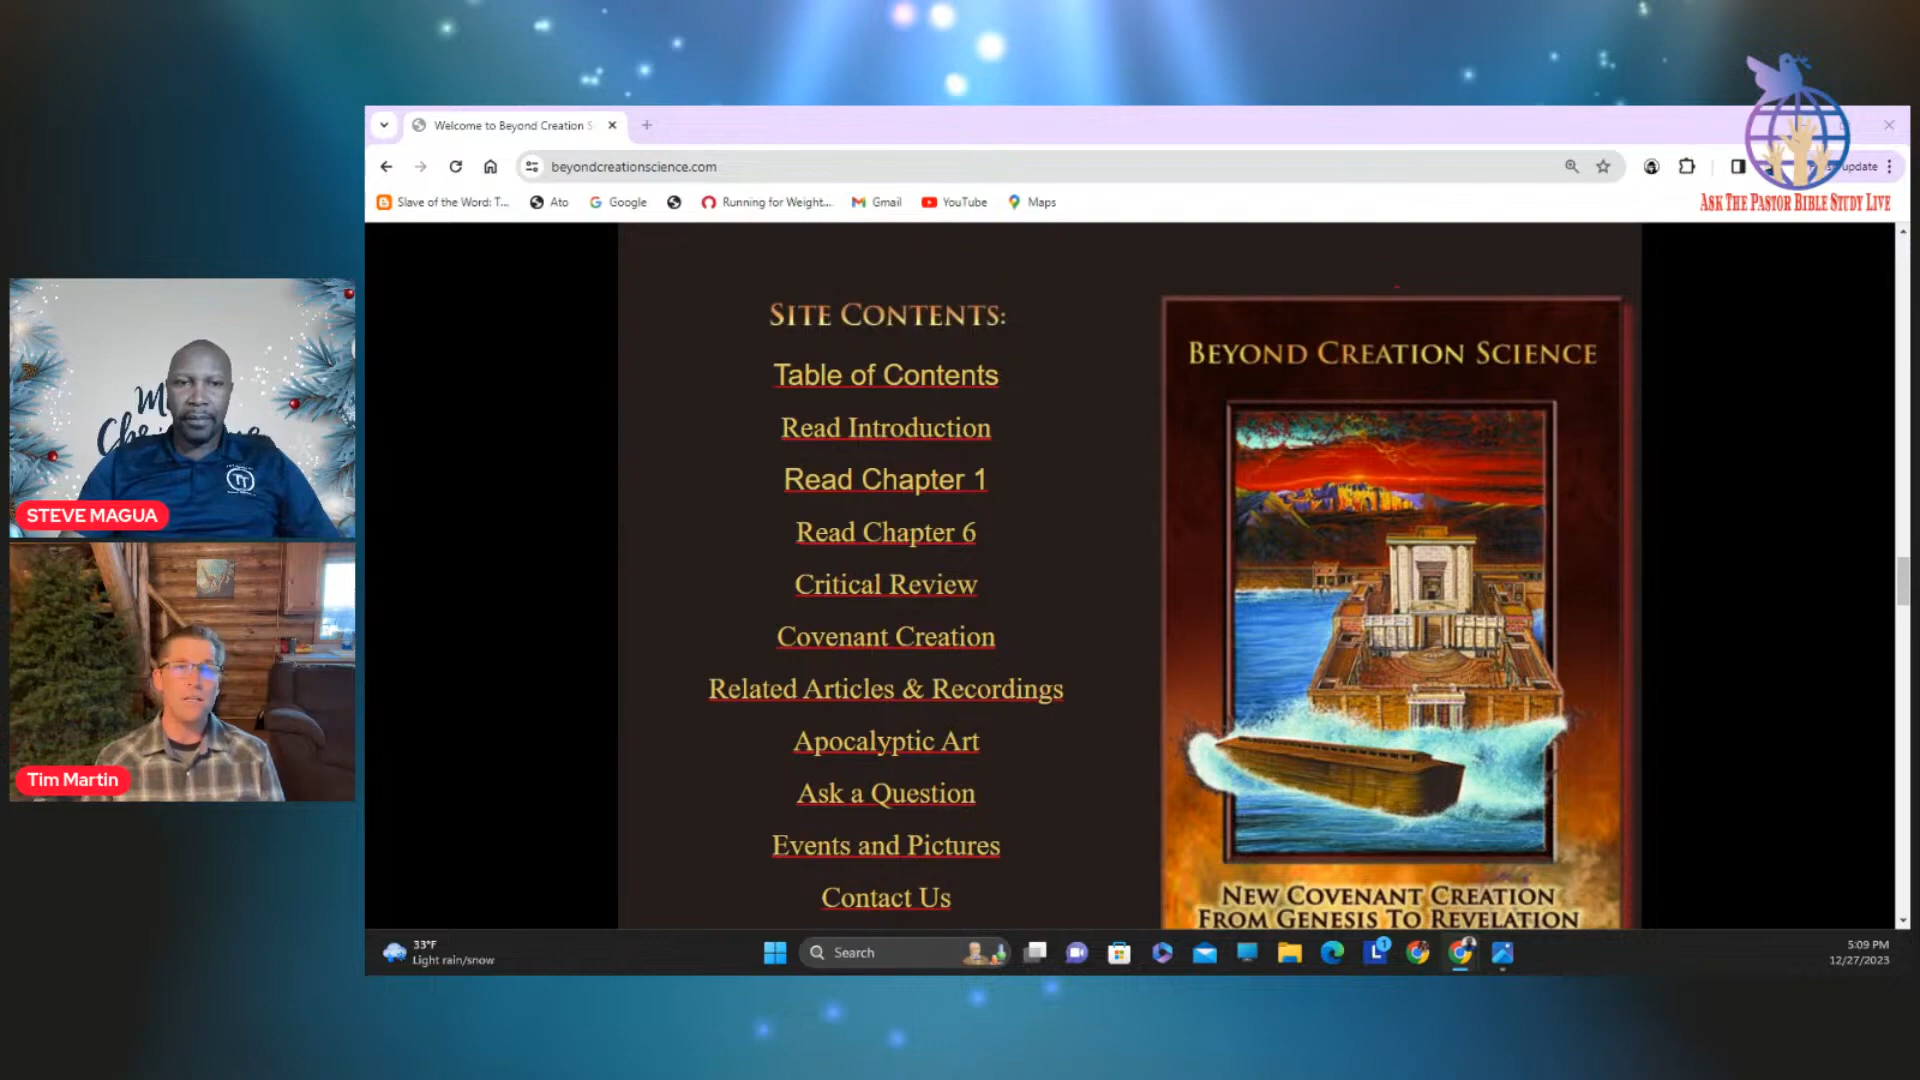 Welcome to Beyond Creation S
beyondcreationscience.com
update
Slave of the Word: T...
Ato
Google
Running for Weight...
Gmail
YouTube
Maps
ASK THE PASTOR BIBLE STUDY LIVE
SITE CONTENTS:
Table of Contents
Read Introduction
Read Chapter 1
Read Chapter 6
Critical Review
Covenant Creation
Related Articles & Recordings
Apocalyptic Art
Ask a Question
Events and Pictures
Contact Us
BEYOND CREATION SCIENCE
NEW COVENANT CREATION
FROM GENESIS TO REVELATION
STEVE MAGUA
TT
Tim Martin
33°F
Light rain/snow
Search
L
1
5:09 PM
12/27/2023